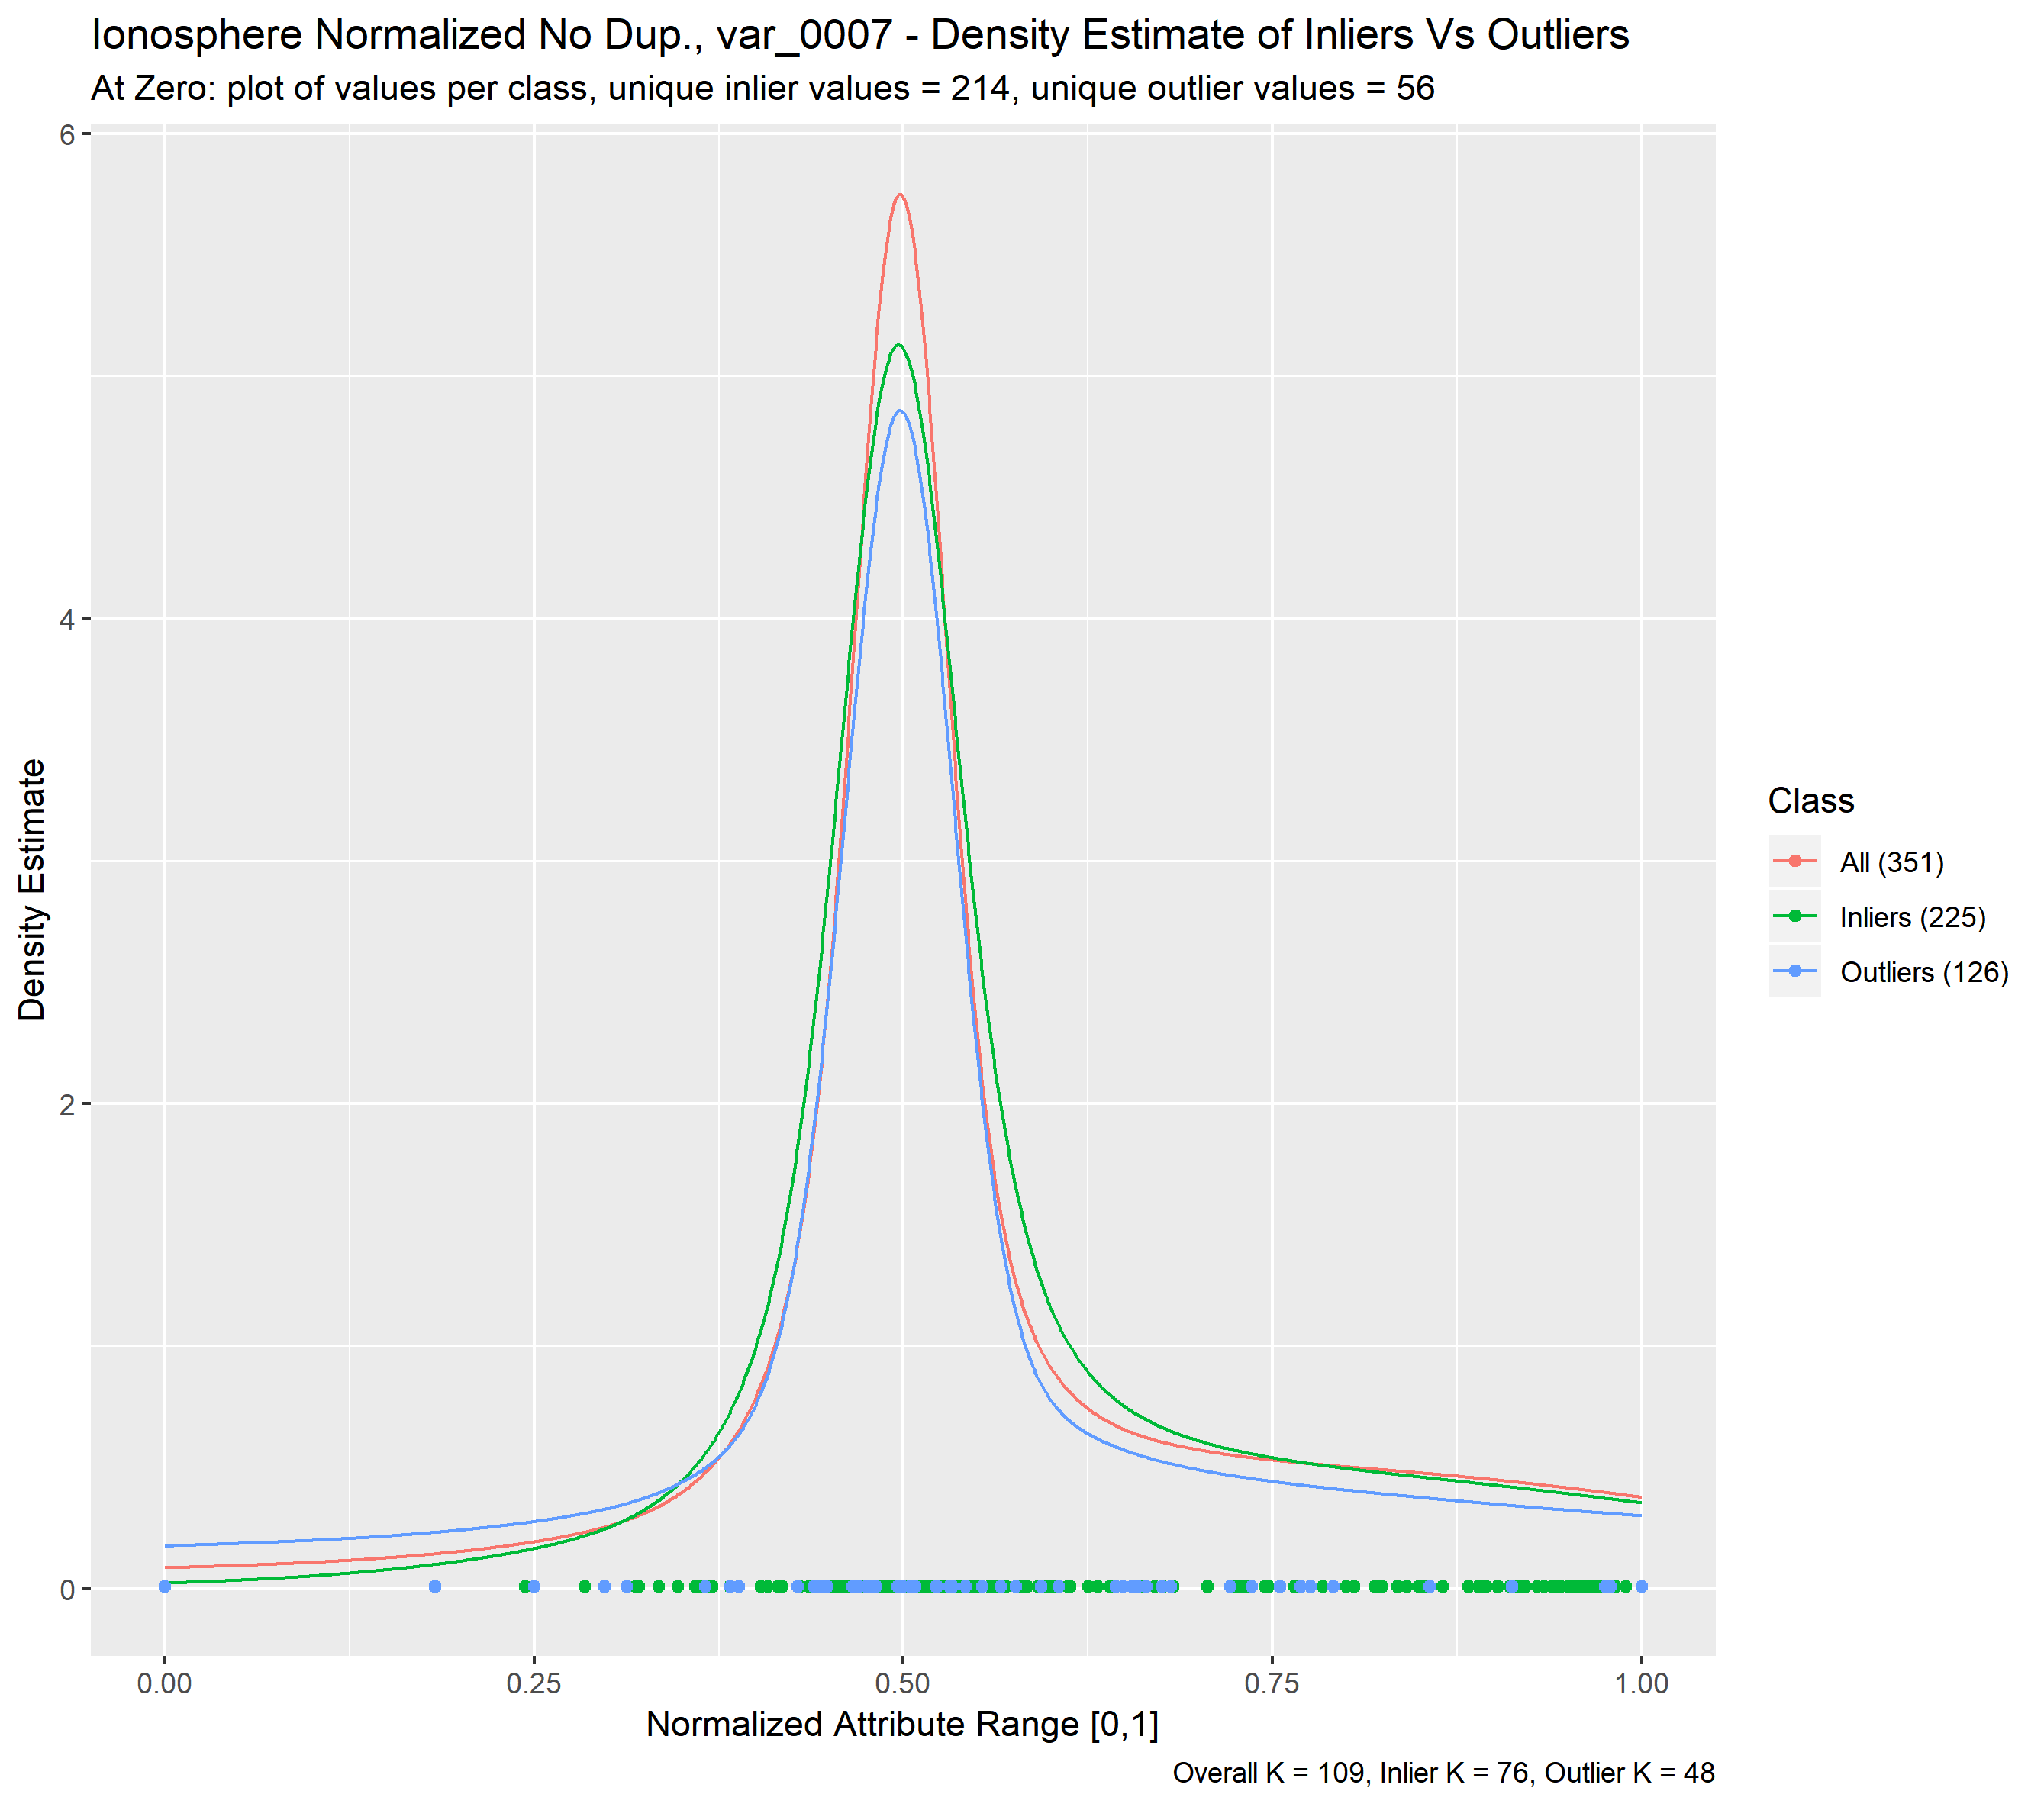 Ionosphere Normalized No Dup., var_0007 - Density Estimate of Inliers Vs Outliers
At Zero: plot of values per class, unique inlier values = 214, unique outlier values = 56
6
4
2
0
Density Estimate
0.00
0.25
0.50
0.75
1.00
Normalized Attribute Range [0,1]
Class
All (351)
Inliers (225)
Outliers (126)
Overall K = 109, Inlier K = 76, Outlier K = 48